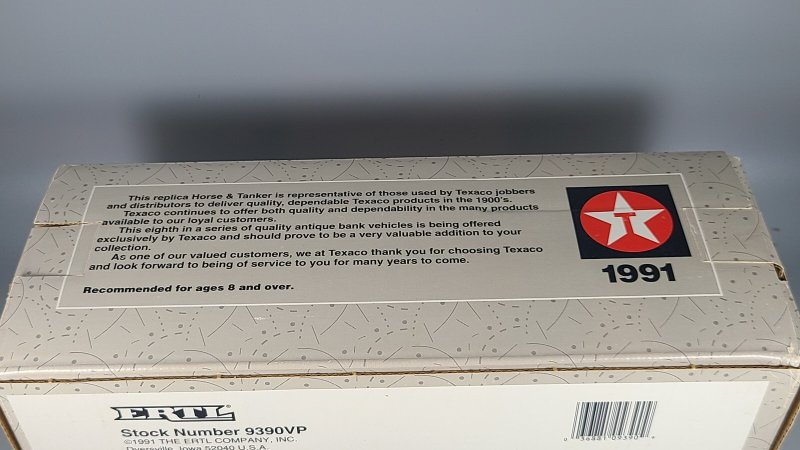 This replica Horse & Tanker is representative of those used by Texaco jobbers
and distributors to deliver quality, dependable Texaco products in the 1900's.
Texaco continues to offer both quality and dependability in the many products
available to our loyal customers.
This eighth in a series of quality antique bank vehicles is being offered
exclusively by Texaco and should prove to be a very valuable addition to your
collection.
As one of our valued customers, we at Texaco thank you for choosing Texaco
and look forward to being of service to you for many years to come.
Recommended for ages 8 and over.
T
1991
ERTL
Stock Number 9390VP
©1991 THE ERTL COMPANY, INC.
Dyersville, Iowa 52040 U.S.A.
0 36881 09390